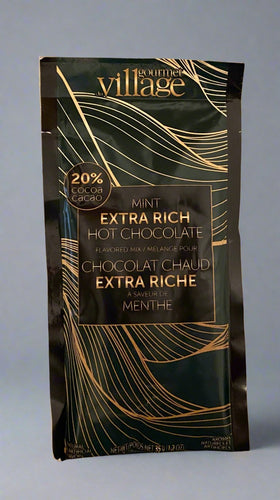 gourmet
village
20%
cocoa
cacao
MINT
EXTRA RICH
HOT CHOCOLATE
FLAVORED MIX / MÉLANGE POUR
CHOCOLAT CHAUD
EXTRA RICHE
À SAVEUR DE
MENTHE